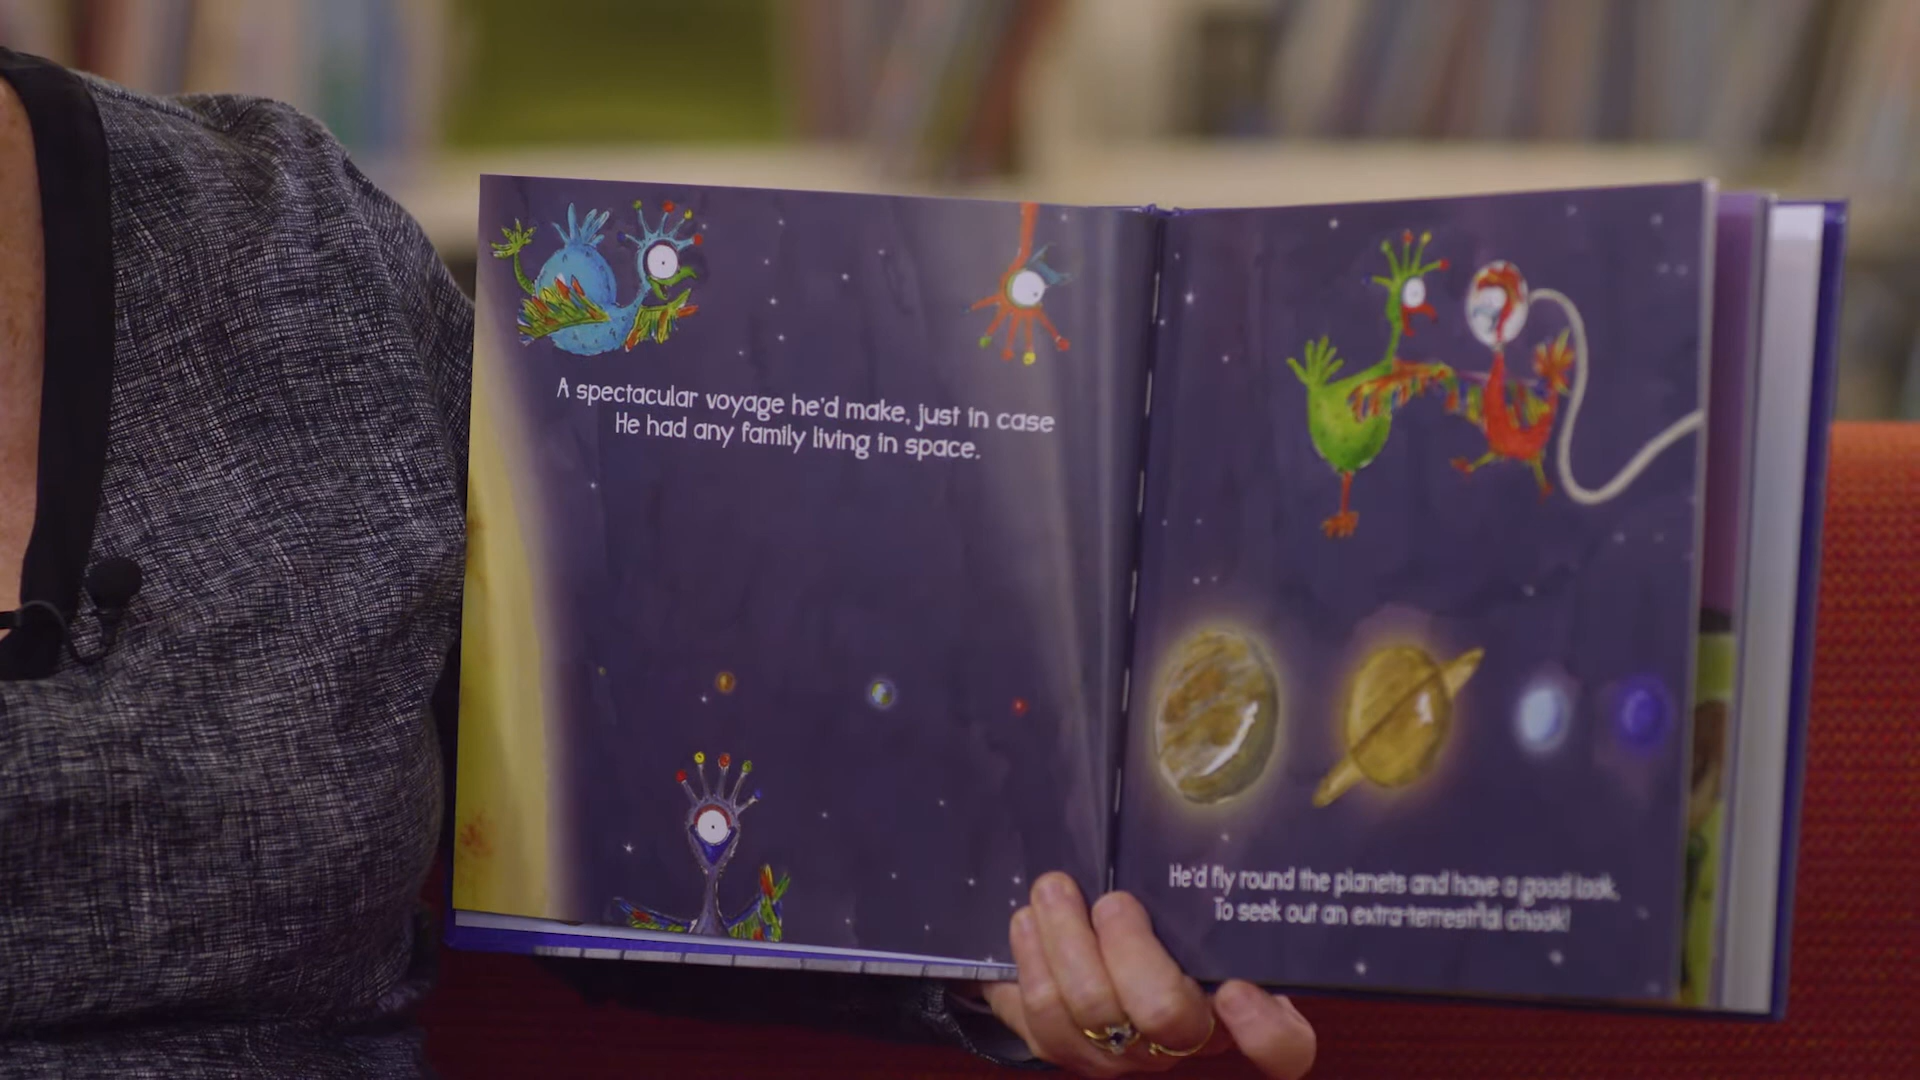 A spectacular voyage he'd make, just in case
He had any family living in space.
He'd fly round the planets and have a good look,
To seek out an extra-terrestrial chook!